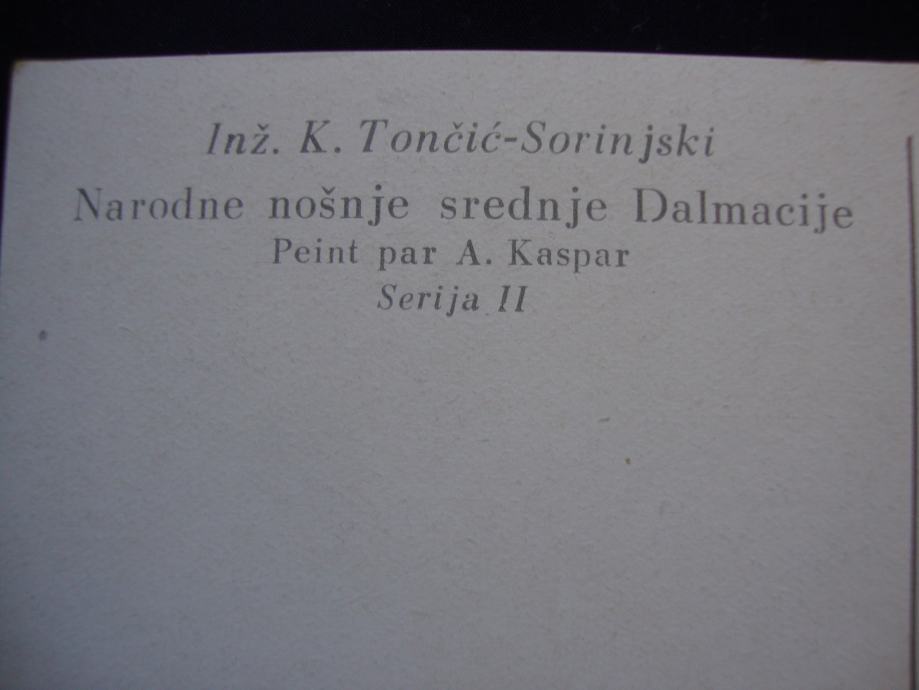 Inž. K. Tončić-Sorinjski
Narodne nošnje srednje Dalmacije
Peint par A. Kaspar
Serija II